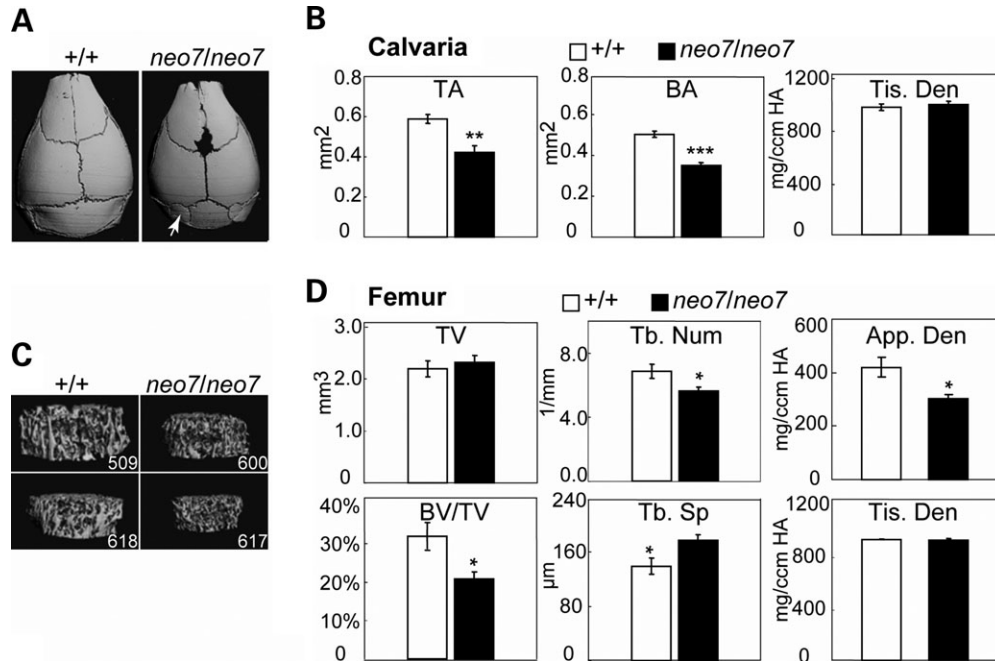 A
+/+ neo7/neo7
B
Calvaria
+/+ neo7/neo7
TA
mm2
0.8
0.6
0.4
0.2
0
**
BA
mm2
0.8
0.6
0.4
0.2
0
***
Tis. Den
mg/ccm HA
1200
800
400
0
C
+/+ neo7/neo7
509 600
618 617
D
Femur
+/+ neo7/neo7
TV
mm3
3.0
2.0
1.0
0
Tb. Num
1/mm
8.0
6.0
4.0
0.0
*
App. Den
mg/ccm HA
600
400
200
0
*
BV/TV
40%
30%
20%
10%
0
*
Tb. Sp
µm
240
160
80
0
*
Tis. Den
mg/ccm HA
1200
800
400
0